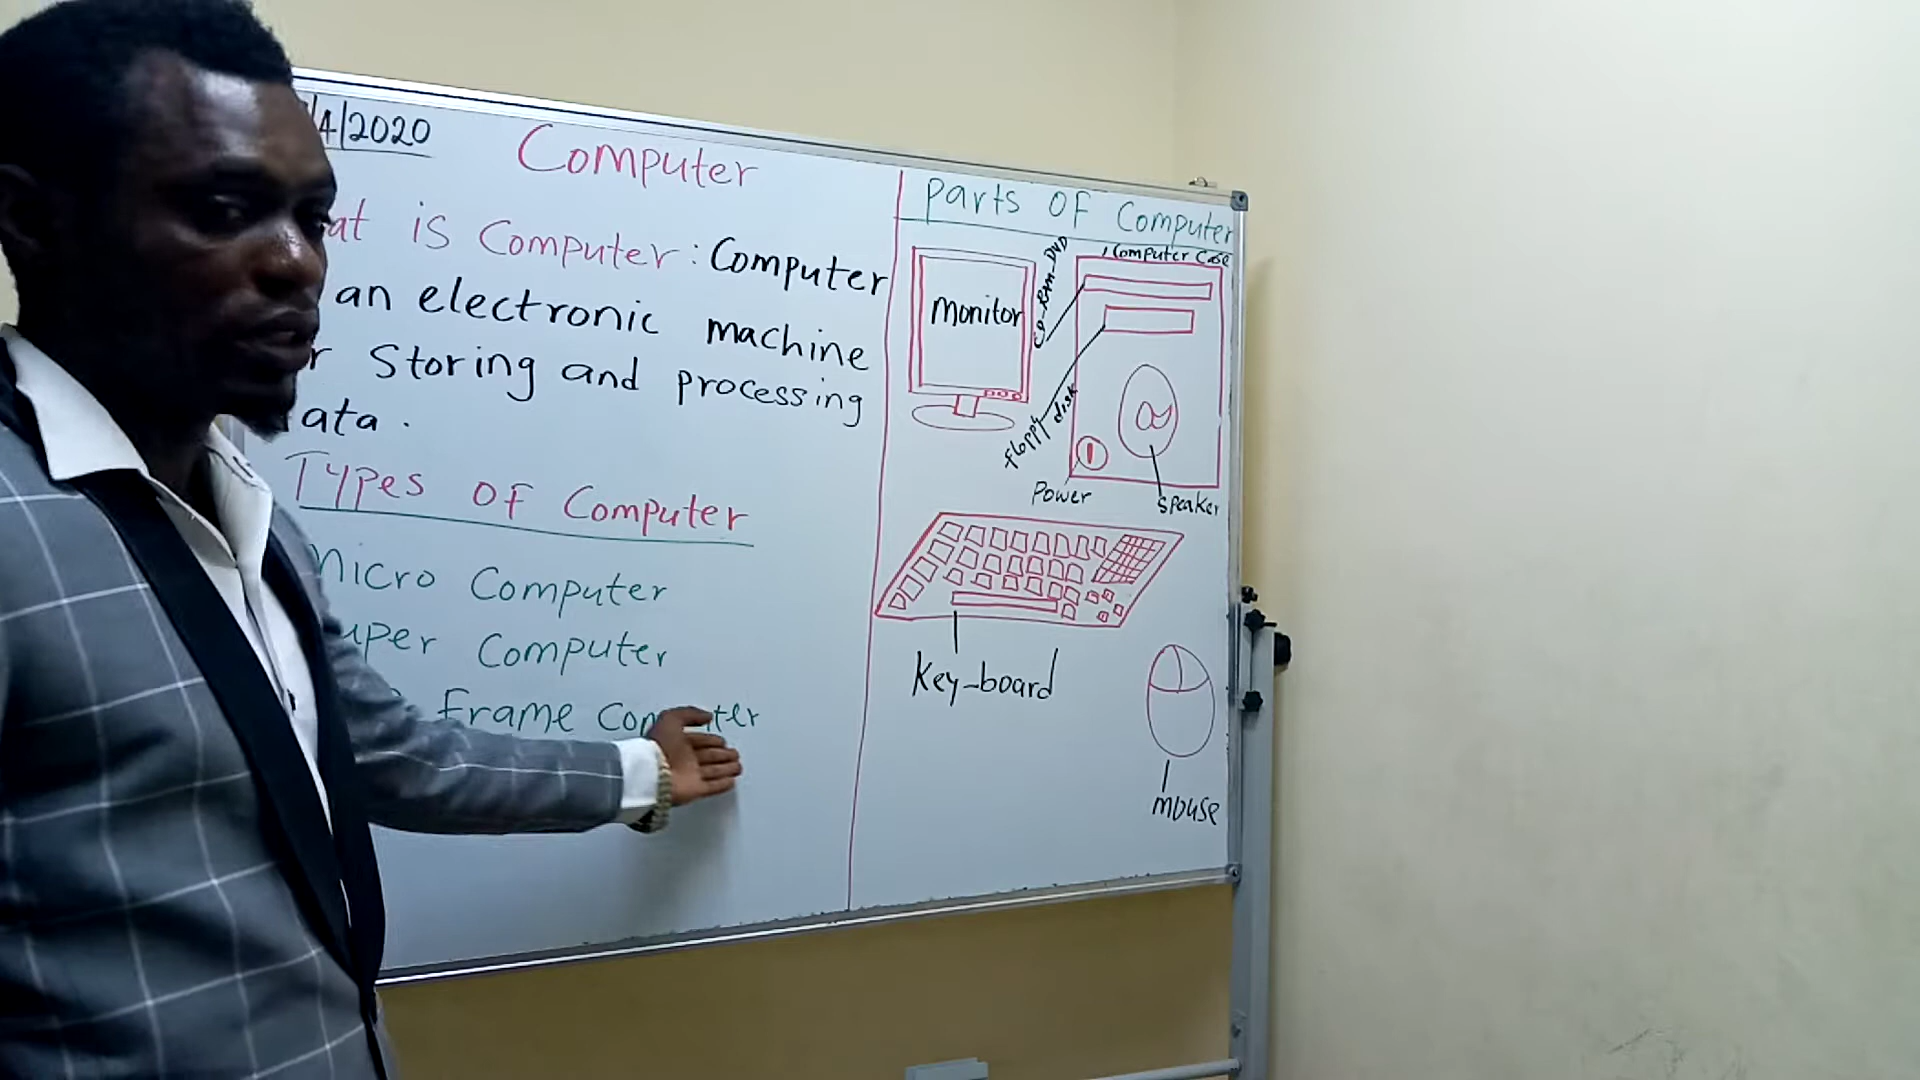 /4/2020
Computer
at is Computer: Computer
an electronic machine
r Storing and processing
ata.
Types OF Computer
Micro Computer
uper Computer
Frame Computer
Parts OF Computer
Monitor
CD-Rom-DVD
Computer Case
floppy disk
Power
Speaker
Key-board
mouse